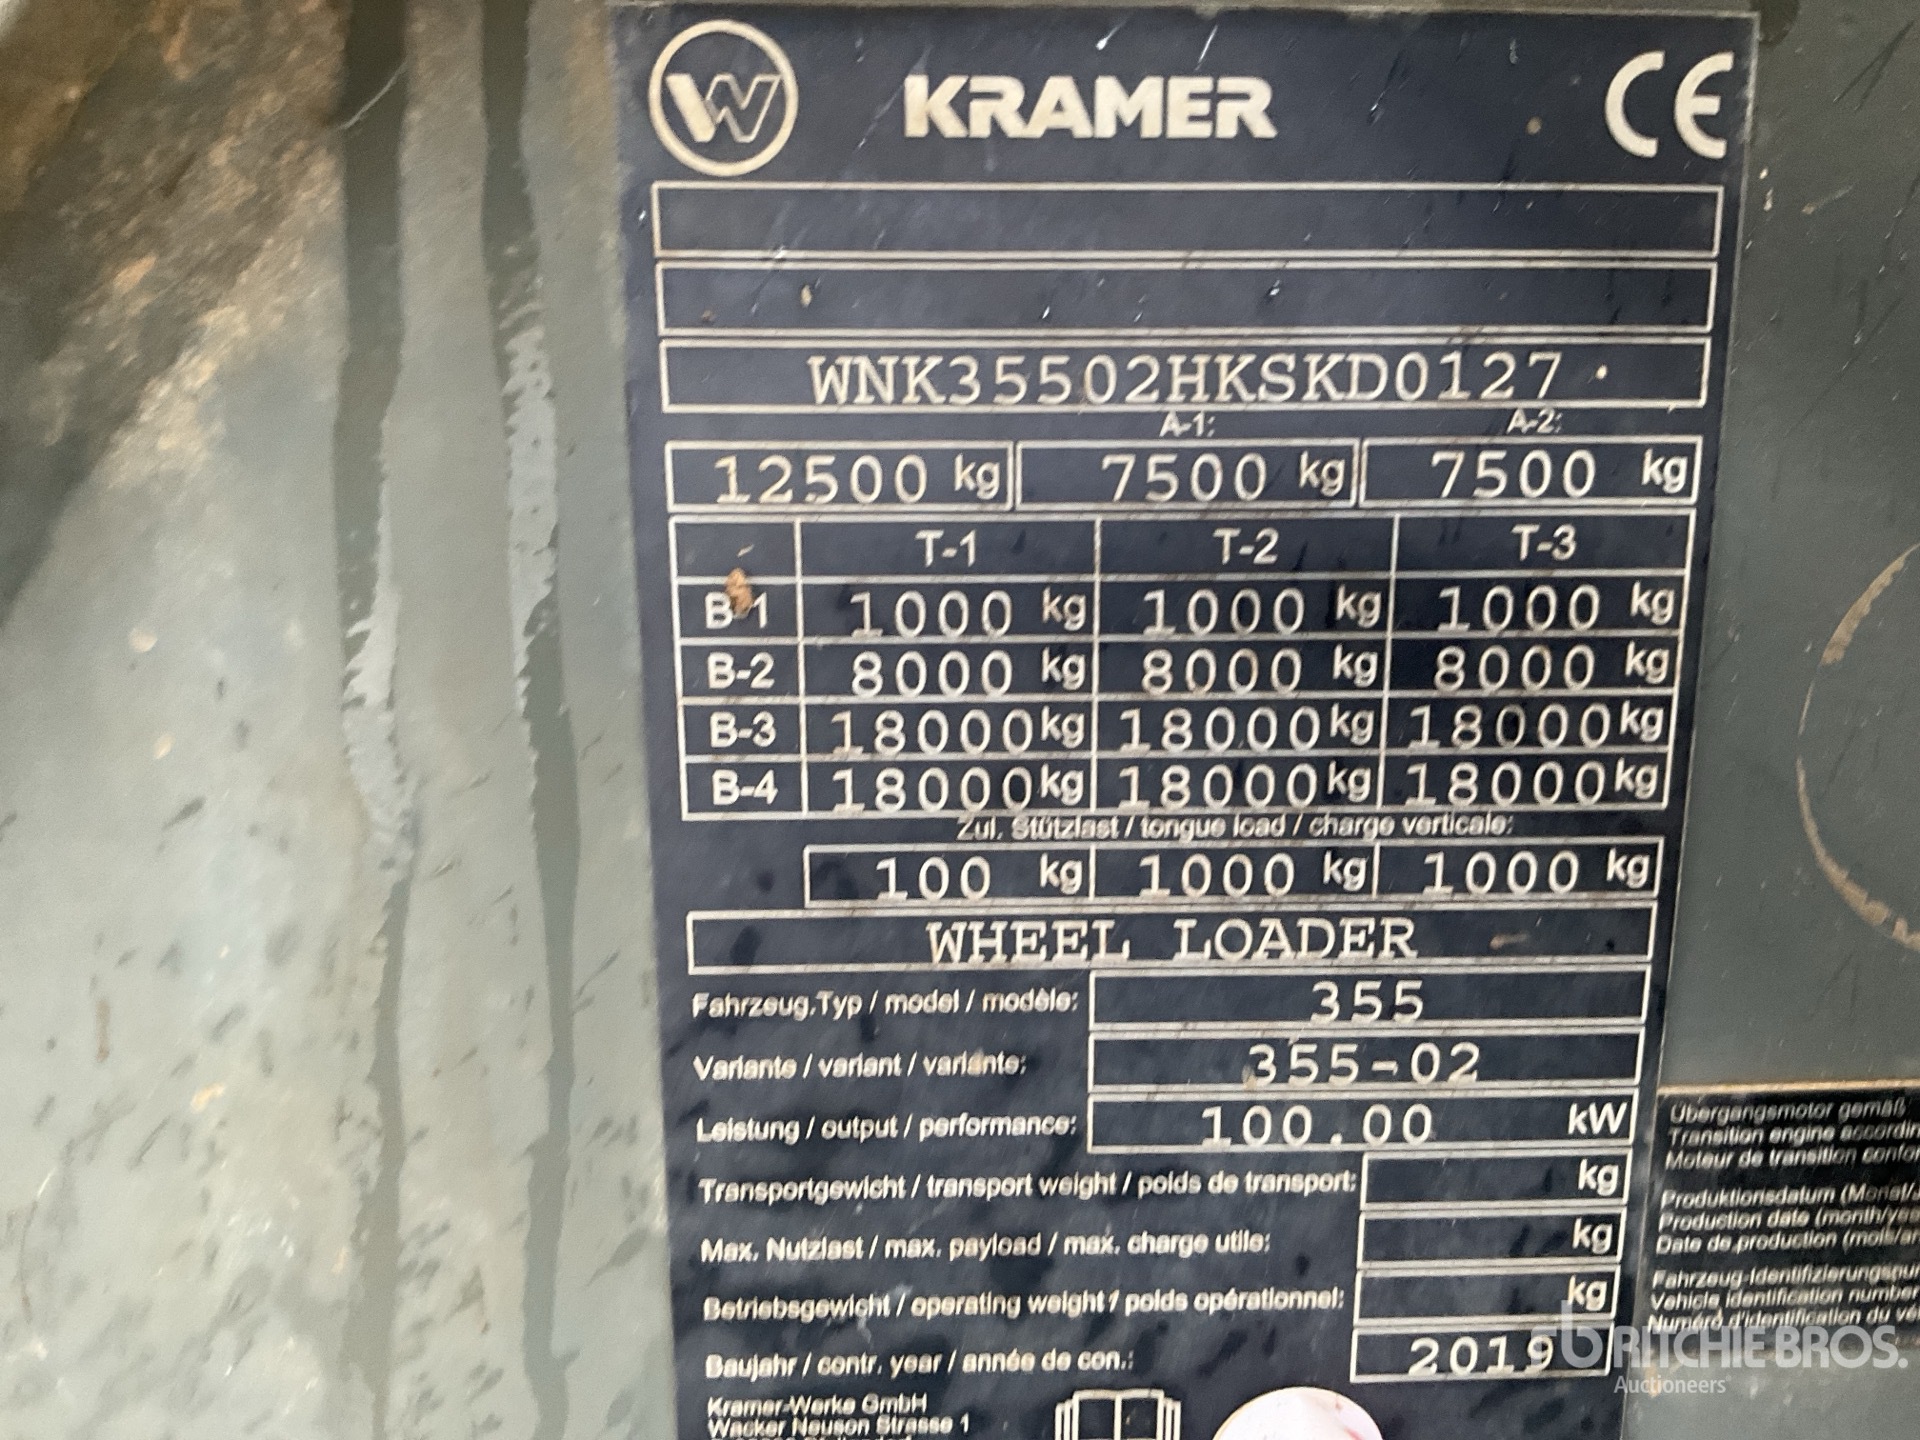 W KRAMER CE
WNK35502HKSKD0127
A-1: A-2:
12500 kg 7500 kg 7500 kg
T-1 T-2 T-3
B-1 1000 kg 1000 kg 1000 kg
B-2 8000 kg 8000 kg 8000 kg
B-3 18000 kg 18000 kg 18000 kg
B-4 18000 kg 18000 kg 18000 kg
Zul. Stützlast / tongue load / charge verticale:
100 kg 1000 kg 1000 kg
WHEEL LOADER
Fahrzeug.Typ / model / modèle: 355
Variante / variant / variánte: 355-02
Leistung / output / performance: 100.00 kW
Transportgewicht / transport weight / poids de transport: kg
Max. Nutzlast / max. payload / max. charge utile: kg
Betriebsgewicht / operating weight / poids opérationnel: kg
Baujahr / contr. year / année de con.: 2019
Kramer-Werke GmbH
Wacker Neuson Strasse 1
Übergangsmotor gemäß
Transition engine accordin
Moteur de transition confor
Produktionsdatum (Monat/J
Production date (month/yea
Date de production (mois/an
Fahrzeug-Identifizierungsnu
Vehicle identification number
Numéro d'identification du vé
RITCHIE BROS.
Auctioneers